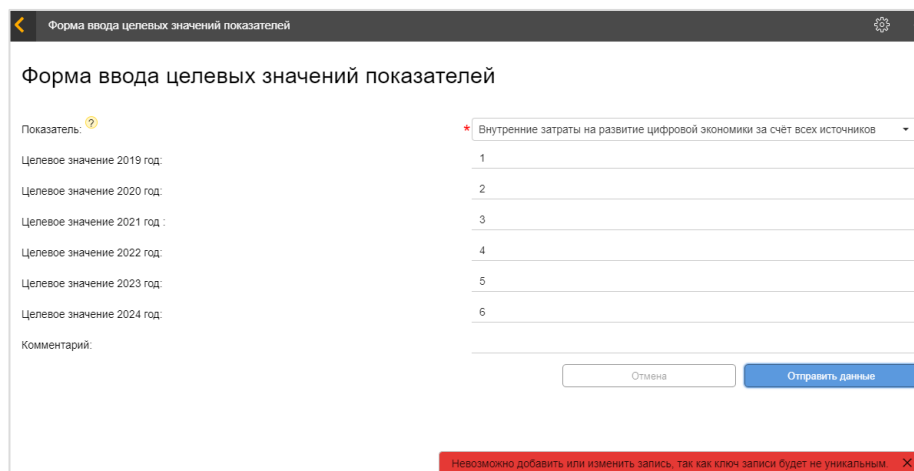 Форма ввода целевых значений показателей
Форма ввода целевых значений показателей
Показатель: ? * Внутренние затраты на развитие цифровой экономики за счёт всех источников
Целевое значение 2019 год: 1
Целевое значение 2020 год: 2
Целевое значение 2021 год : 3
Целевое значение 2022 год: 4
Целевое значение 2023 год: 5
Целевое значение 2024 год: 6
Комментарий:
Отмена Отправить данные
Невозможно добавить или изменить запись, так как ключ записи будет не уникальным. X